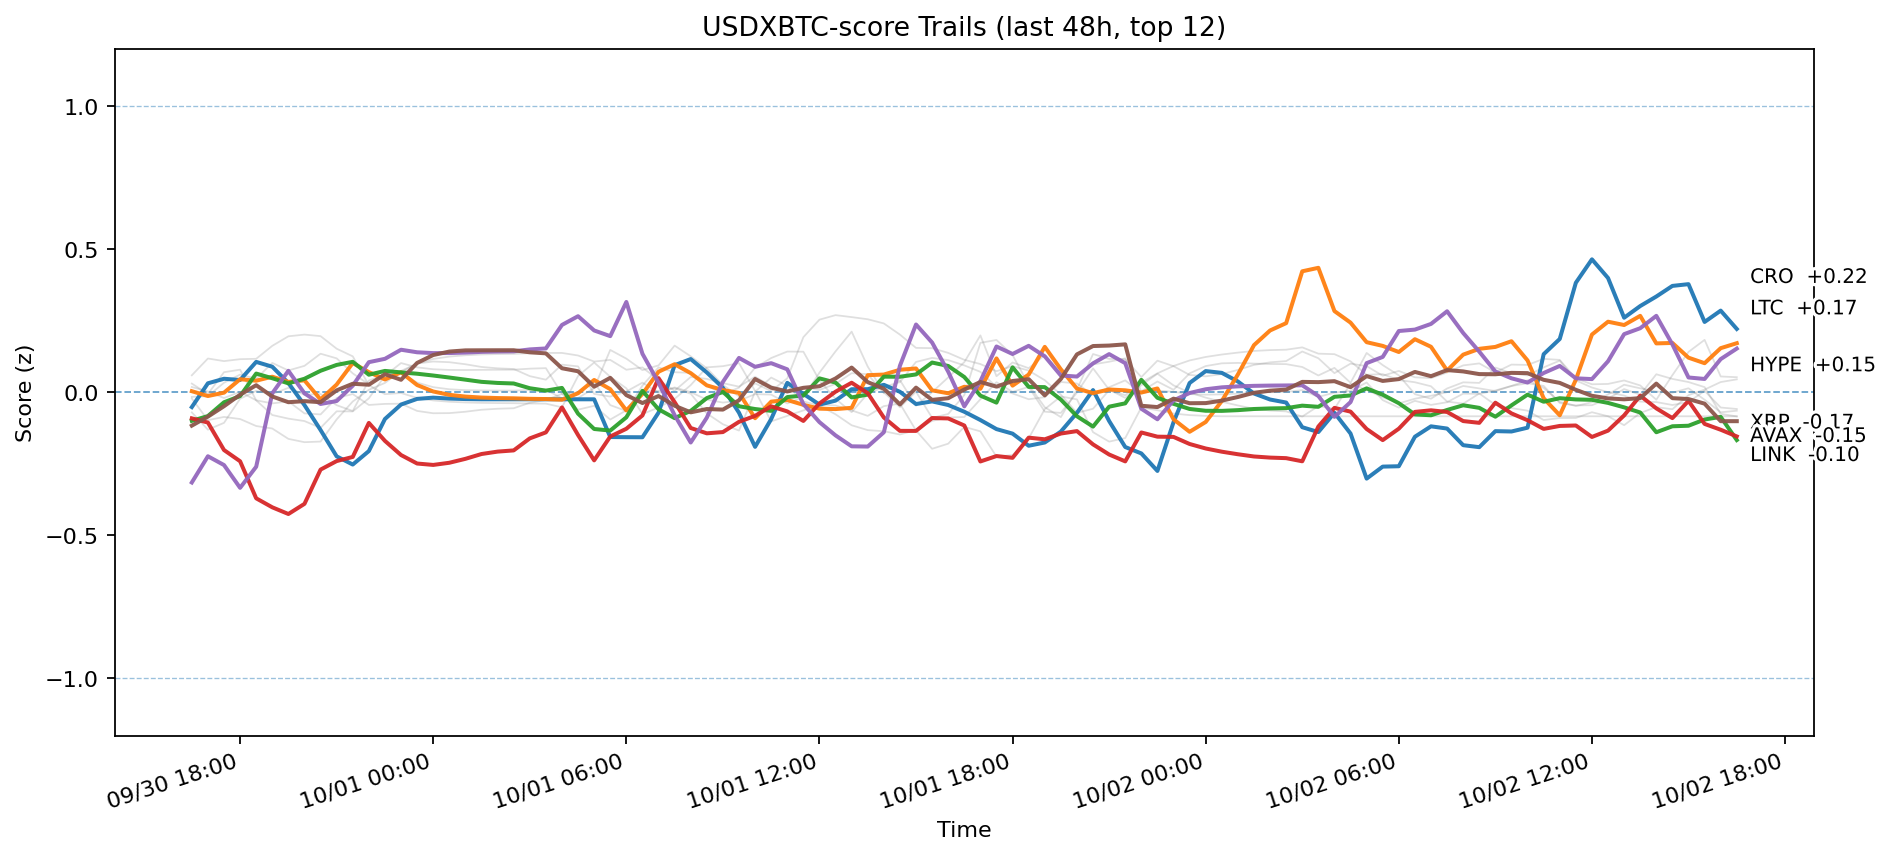 USDXBTC-score Trails (last 48h, top 12)
1.0
0.5
0.0
−0.5
−1.0
Score (z)
CRO +0.22
LTC +0.17
HYPE +0.15
XRP -0.17
AVAX -0.15
LINK -0.10
09/30 18:00
10/01 00:00
10/01 06:00
10/01 12:00
10/01 18:00
10/02 00:00
10/02 06:00
10/02 12:00
10/02 18:00
Time